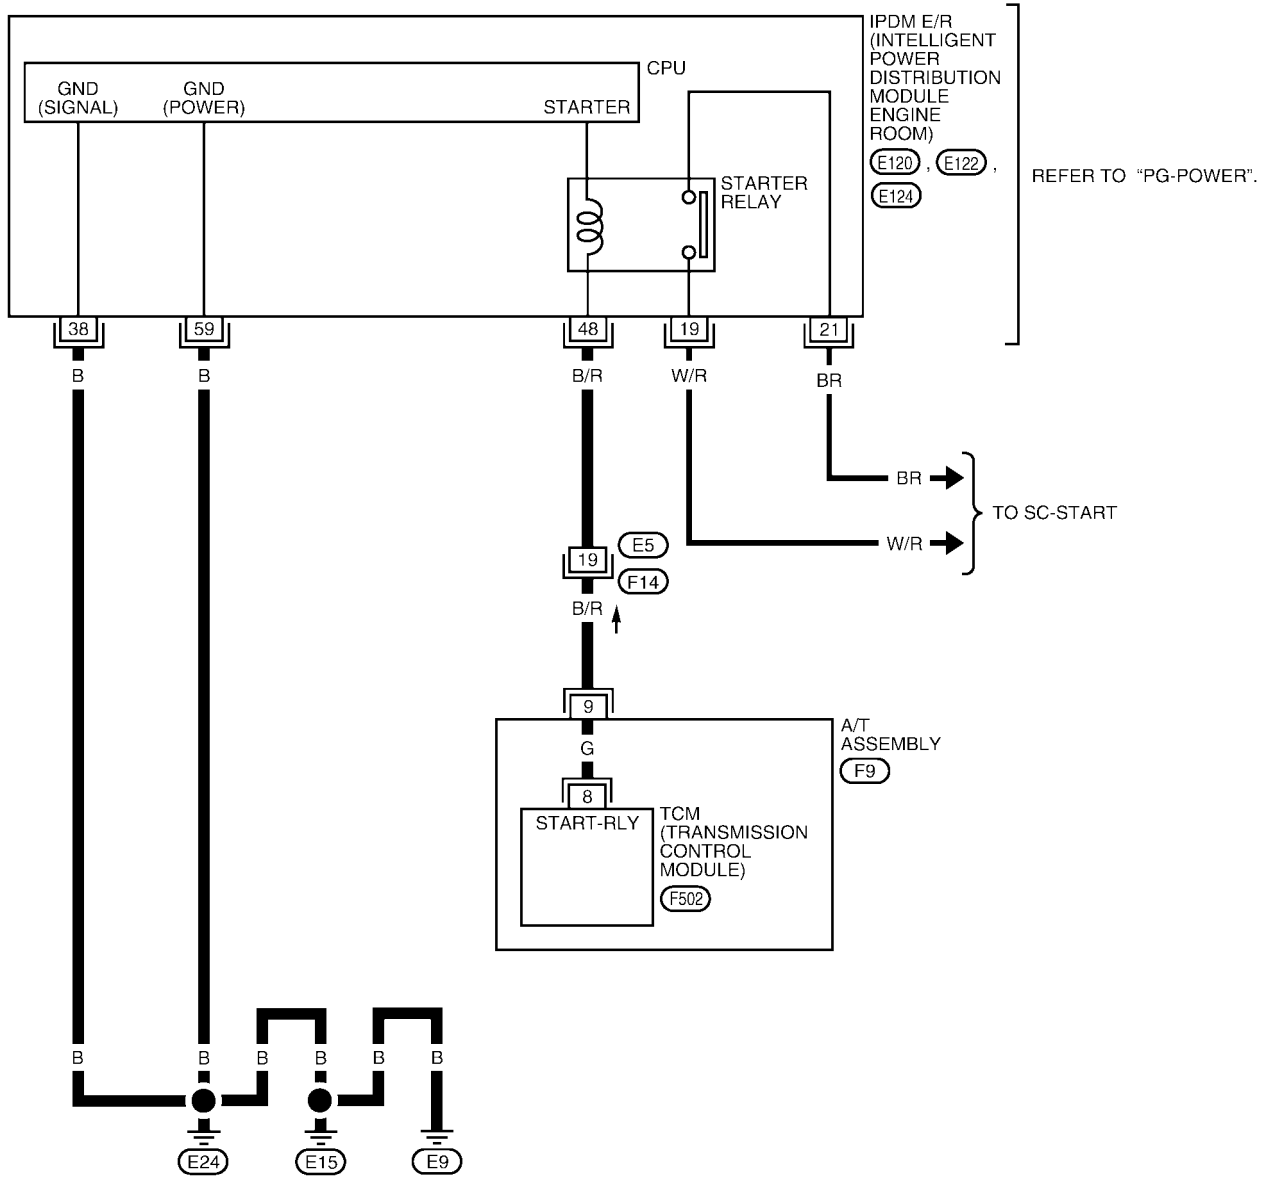 IPDM E/R
(INTELLIGENT
POWER
DISTRIBUTION
MODULE
ENGINE
ROOM)
E120 , E122 ,
E124
REFER TO “PG-POWER”.
CPU
GND
(SIGNAL)
GND
(POWER)
STARTER
STARTER
RELAY
38
59
48
19
21
B
B
B/R
W/R
BR
BR
W/R
TO SC-START
19
E5
F14
B/R
9
A/T
ASSEMBLY
F9
G
8
START-RLY
TCM
(TRANSMISSION
CONTROL
MODULE)
F502
B
B
B
B
B
B
E24
E15
E9